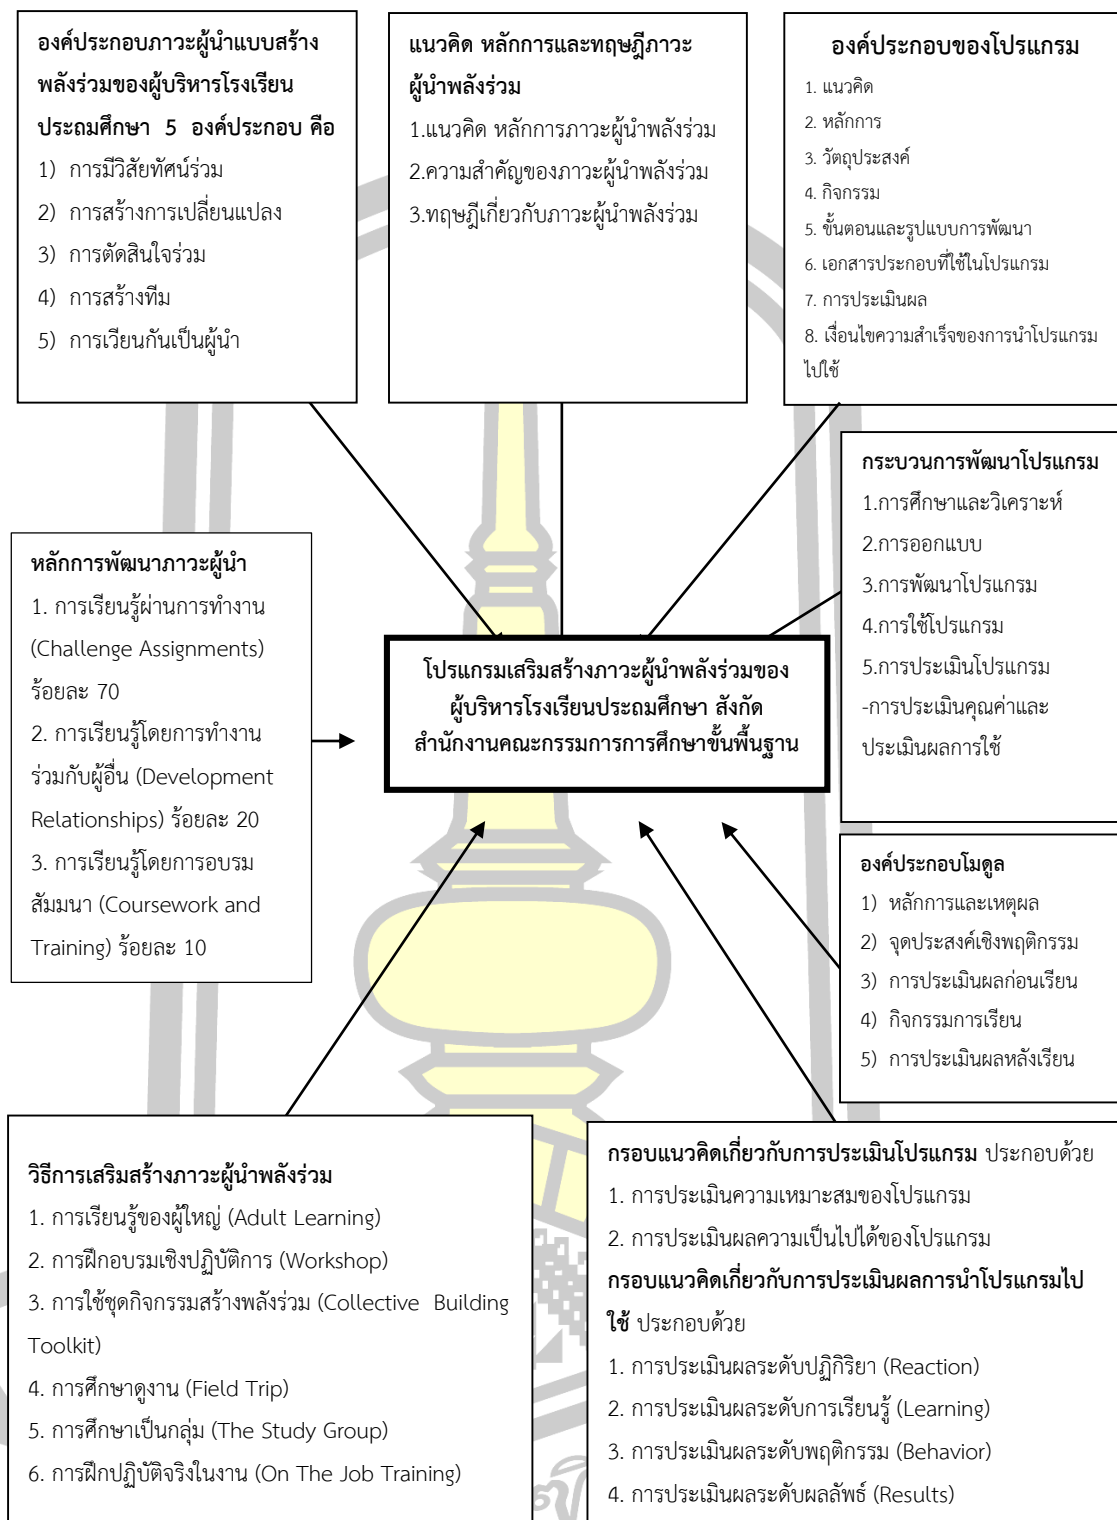 องค์ประกอบภาวะผู้นำแบบสร้าง
พลังร่วมของผู้บริหารโรงเรียน
ประถมศึกษา 5 องค์ประกอบ คือ
1) การมีวิสัยทัศน์ร่วม
2) การสร้างการเปลี่ยนแปลง
3) การตัดสินใจร่วม
4) การสร้างทีม
5) การเวียนกันเป็นผู้นำ
แนวคิด หลักการและทฤษฎีภาวะ
ผู้นำพลังร่วม
1.แนวคิด หลักการภาวะผู้นำพลังร่วม
2.ความสำคัญของภาวะผู้นำพลังร่วม
3.ทฤษฎีเกี่ยวกับภาวะผู้นำพลังร่วม
องค์ประกอบของโปรแกรม
1. แนวคิด
2. หลักการ
3. วัตถุประสงค์
4. กิจกรรม
5. ขั้นตอนและรูปแบบการพัฒนา
6. เอกสารประกอบที่ใช้ในโปรแกรม
7. การประเมินผล
8. เงื่อนไขความสำเร็จของการนำโปรแกรม
ไปใช้
กระบวนการพัฒนาโปรแกรม
1.การศึกษาและวิเคราะห์
2.การออกแบบ
3.การพัฒนาโปรแกรม
4.การใช้โปรแกรม
5.การประเมินโปรแกรม
-การประเมินคุณค่าและ
ประเมินผลการใช้
หลักการพัฒนาภาวะผู้นำ
1. การเรียนรู้ผ่านการทำงาน
(Challenge Assignments)
ร้อยละ 70
2. การเรียนรู้โดยการทำงาน
ร่วมกับผู้อื่น (Development
Relationships) ร้อยละ 20
3. การเรียนรู้โดยการอบรม
สัมมนา (Coursework and
Training) ร้อยละ 10
โปรแกรมเสริมสร้างภาวะผู้นำพลังร่วมของ
ผู้บริหารโรงเรียนประถมศึกษา สังกัด
สำนักงานคณะกรรมการการศึกษาขั้นพื้นฐาน
องค์ประกอบโมดูล
1) หลักการและเหตุผล
2) จุดประสงค์เชิงพฤติกรรม
3) การประเมินผลก่อนเรียน
4) กิจกรรมการเรียน
5) การประเมินผลหลังเรียน
วิธีการเสริมสร้างภาวะผู้นำพลังร่วม
1. การเรียนรู้ของผู้ใหญ่ (Adult Learning)
2. การฝึกอบรมเชิงปฏิบัติการ (Workshop)
3. การใช้ชุดกิจกรรมสร้างพลังร่วม (Collective Building
Toolkit)
4. การศึกษาดูงาน (Field Trip)
5. การศึกษาเป็นกลุ่ม (The Study Group)
6. การฝึกปฏิบัติจริงในงาน (On The Job Training)
กรอบแนวคิดเกี่ยวกับการประเมินโปรแกรม ประกอบด้วย
1. การประเมินความเหมาะสมของโปรแกรม
2. การประเมินผลความเป็นไปได้ของโปรแกรม
กรอบแนวคิดเกี่ยวกับการประเมินผลการนำโปรแกรมไป
ใช้ ประกอบด้วย
1. การประเมินผลระดับปฏิกิริยา (Reaction)
2. การประเมินผลระดับการเรียนรู้ (Learning)
3. การประเมินผลระดับพฤติกรรม (Behavior)
4. การประเมินผลระดับผลลัพธ์ (Results)